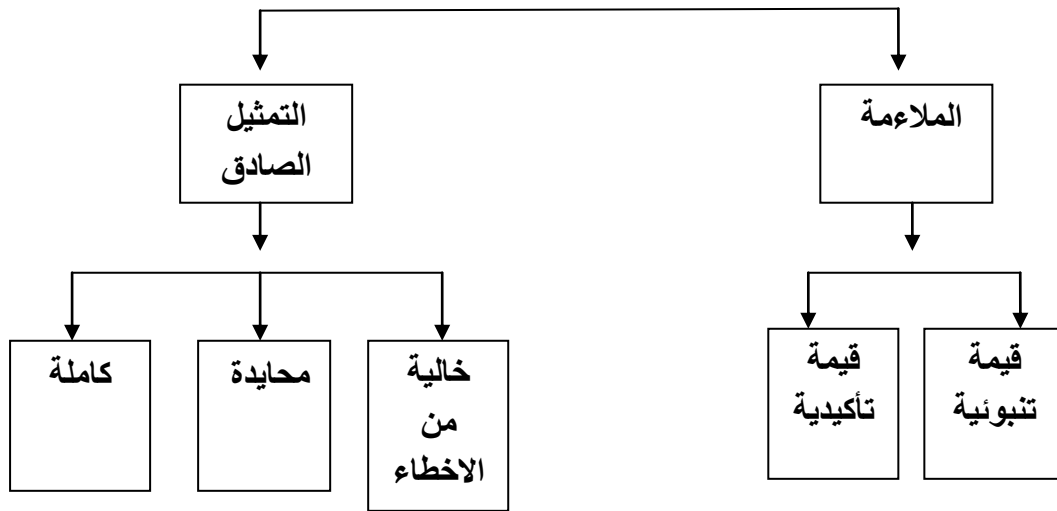 الملاءمة
التمثيل
الصادق
قيمة
تنبوئية
قيمة
تأكيدية
خالية
من
الاخطاء
محايدة
كاملة